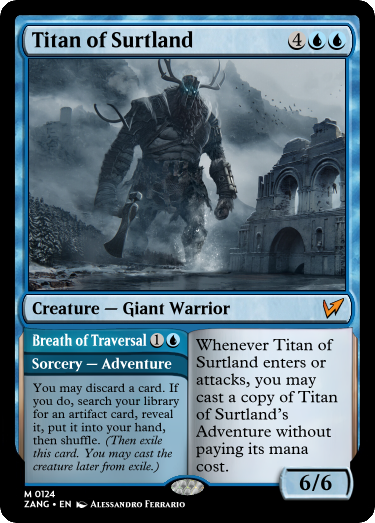 Titan of Surtland 4
Creature — Giant Warrior
Breath of Traversal 1
Sorcery — Adventure
You may discard a card. If
you do, search your library
for an artifact card, reveal
it, put it into your hand,
then shuffle. (Then exile
this card. You may cast the
creature later from exile.)
Whenever Titan of
Surtland enters or
attacks, you may
cast a copy of Titan
of Surtland's
Adventure without
paying its mana
cost.
6/6
M 0124
ZANG • EN Alessandro Ferrario